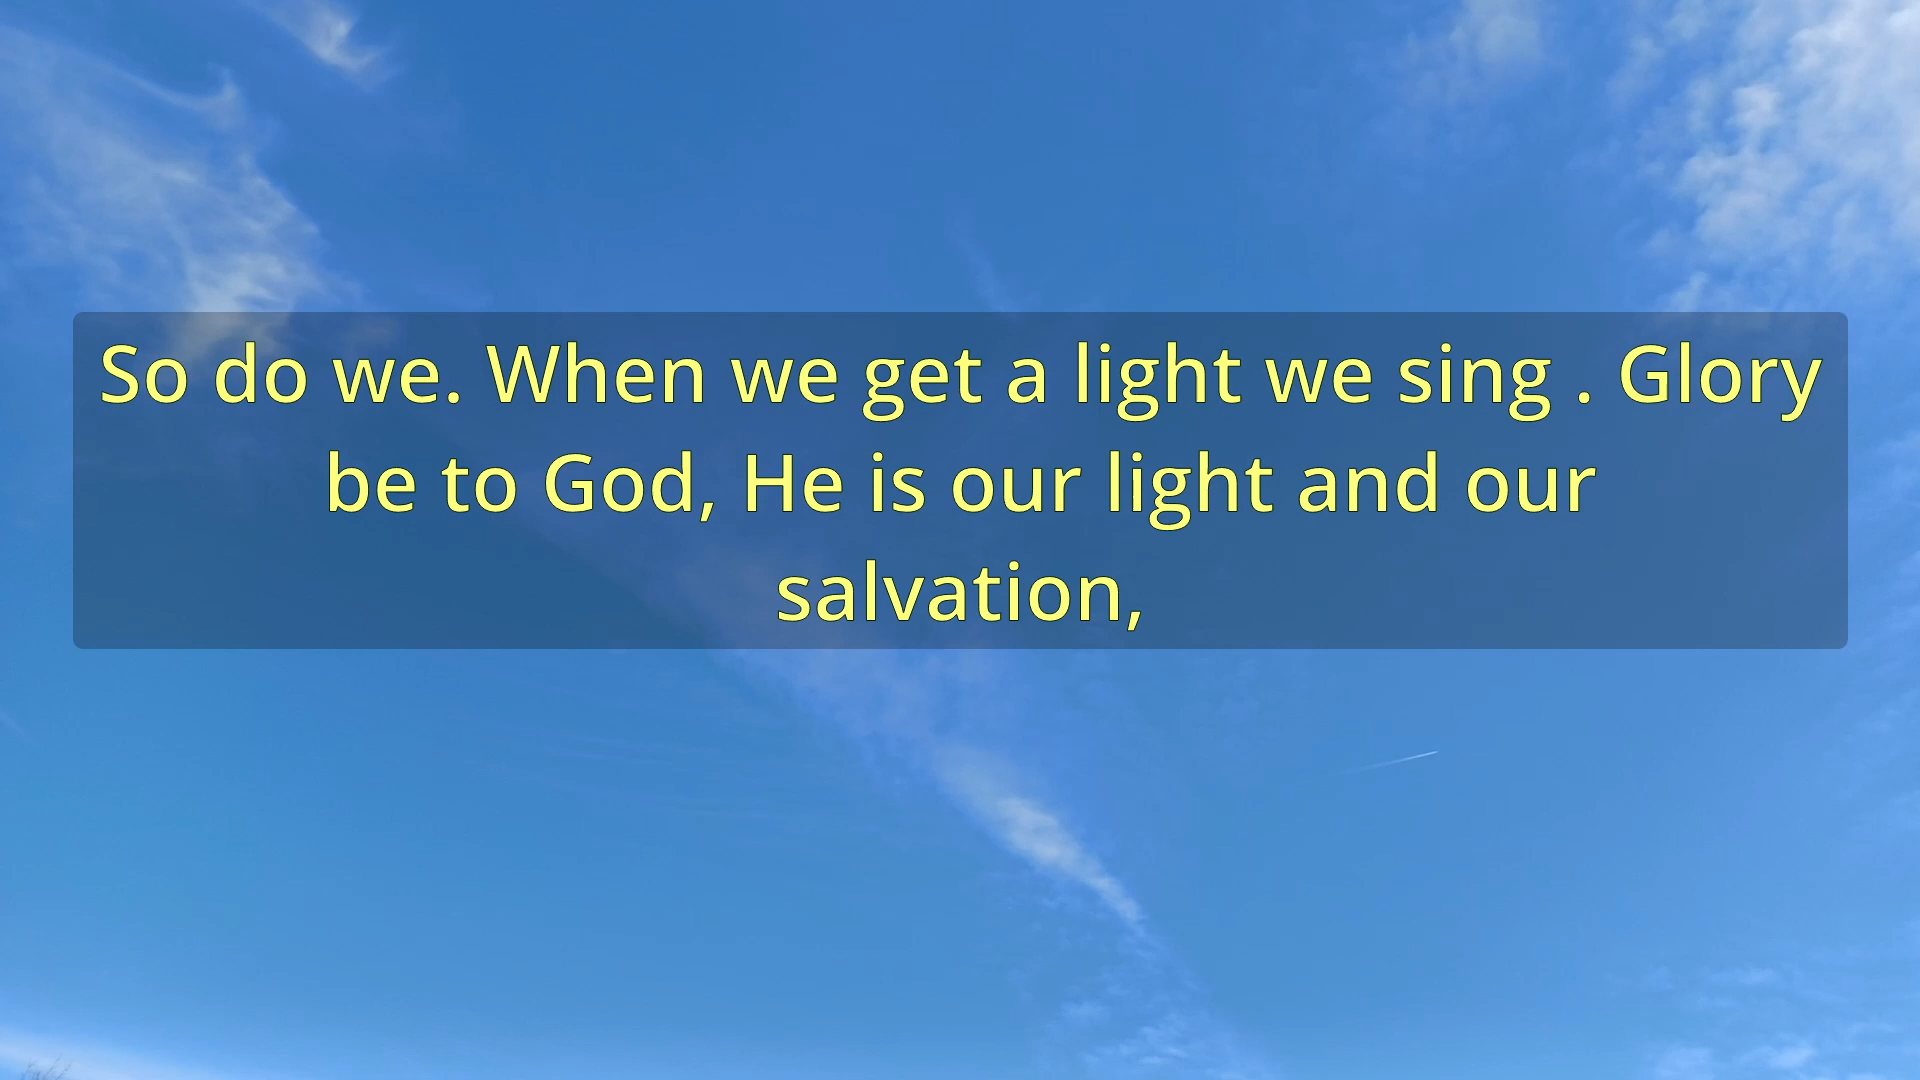 So do we. When we get a light we sing . Glory
be to God, He is our light and our
salvation,